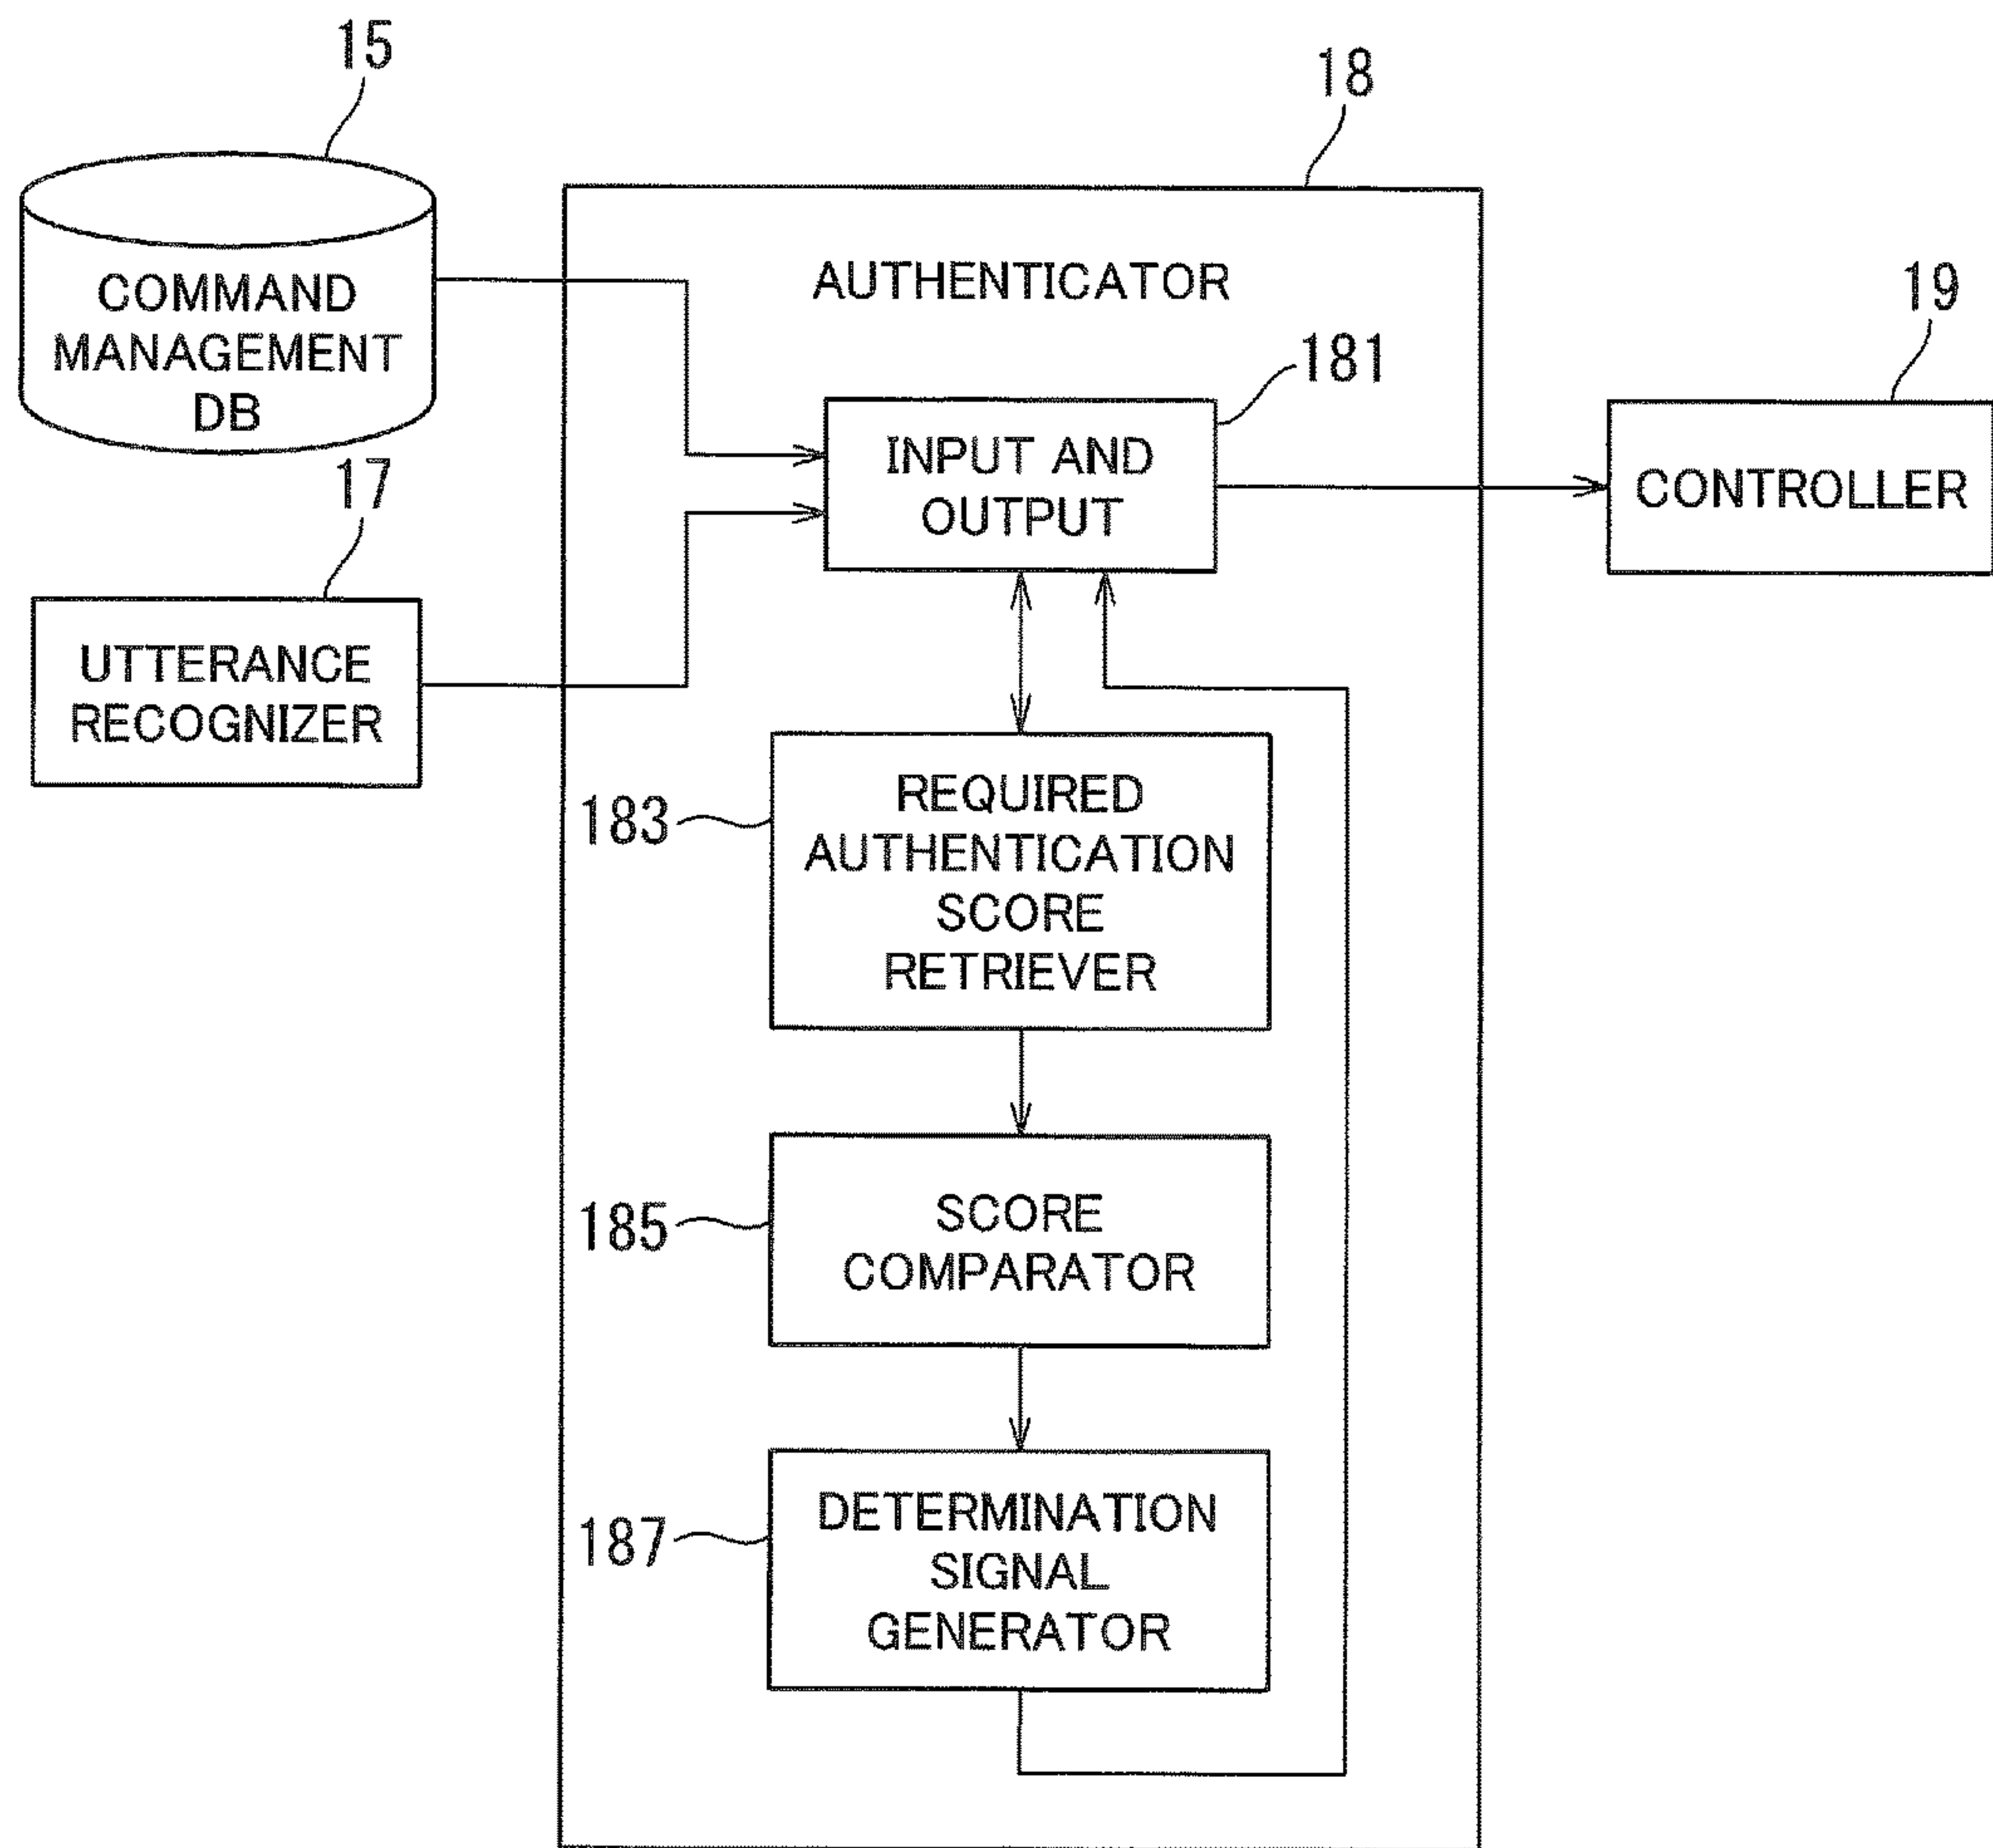 15
18
COMMAND
MANAGEMENT
DB
AUTHENTICATOR
19
181
INPUT AND
OUTPUT
CONTROLLER
17
UTTERANCE
RECOGNIZER
183
REQUIRED
AUTHENTICATION
SCORE
RETRIEVER
185
SCORE
COMPARATOR
187
DETERMINATION
SIGNAL
GENERATOR